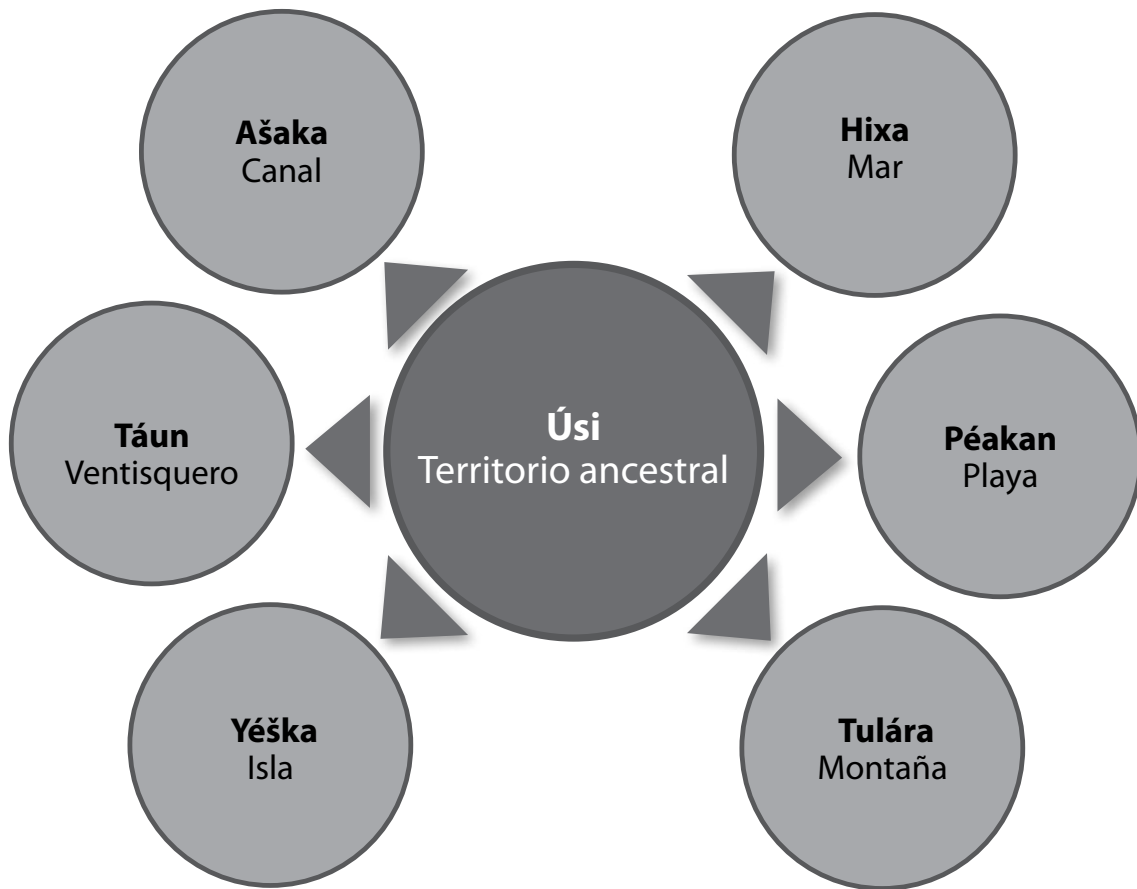 Ašaka
Canal
Hixa
Mar
Táun
Ventisquero
Úsi
Territorio ancestral
Péakan
Playa
Yéška
Isla
Tulára
Montaña